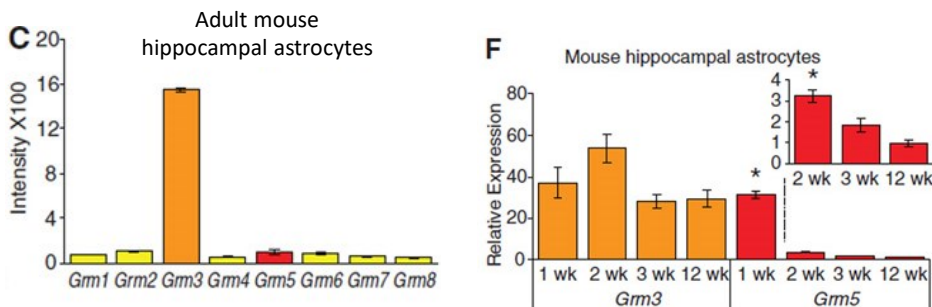 C
Adult mouse
hippocampal astrocytes
Intensity X100
20
16
12
8
4
0
Grm1 Grm2 Grm3 Grm4 Grm5 Grm6 Grm7 Grm8
F
Mouse hippocampal astrocytes
Relative Expression
80
60
40
20
0
*
1 wk 2 wk 3 wk 12 wk 1 wk 2 wk 3 wk 12 wk
Grm3 Grm5
4
3
2
1
0
*
2 wk 3 wk 12 wk